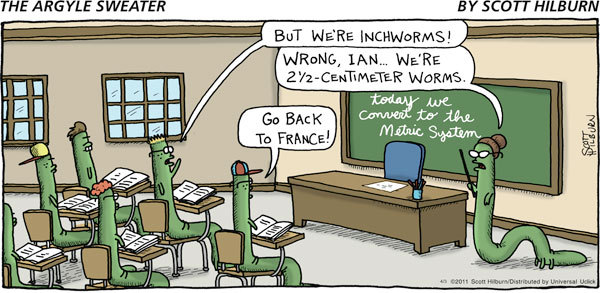 THE ARGYLE SWEATER
BY SCOTT HILBURN
BUT WE'RE INCHWORMS!
WRONG, IAN... WE'RE
2½-CENTIMETER WORMS.
GO BACK
TO FRANCE!
today we
convert to the
Metric System
SCOTT
HILBURN
4/5 ©2011 Scott Hilburn/Distributed by Universal Uclick